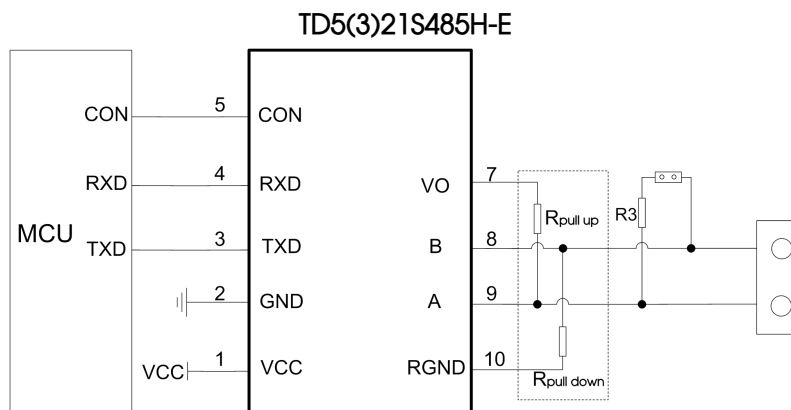 TD5(3)21S485H-E
CON 5 CON
RXD 4 RXD
VO 7
Rpull up
R3
MCU
TXD 3 TXD
B 8
GND 2
A 9
VCC 1 VCC
RGND 10
Rpull down